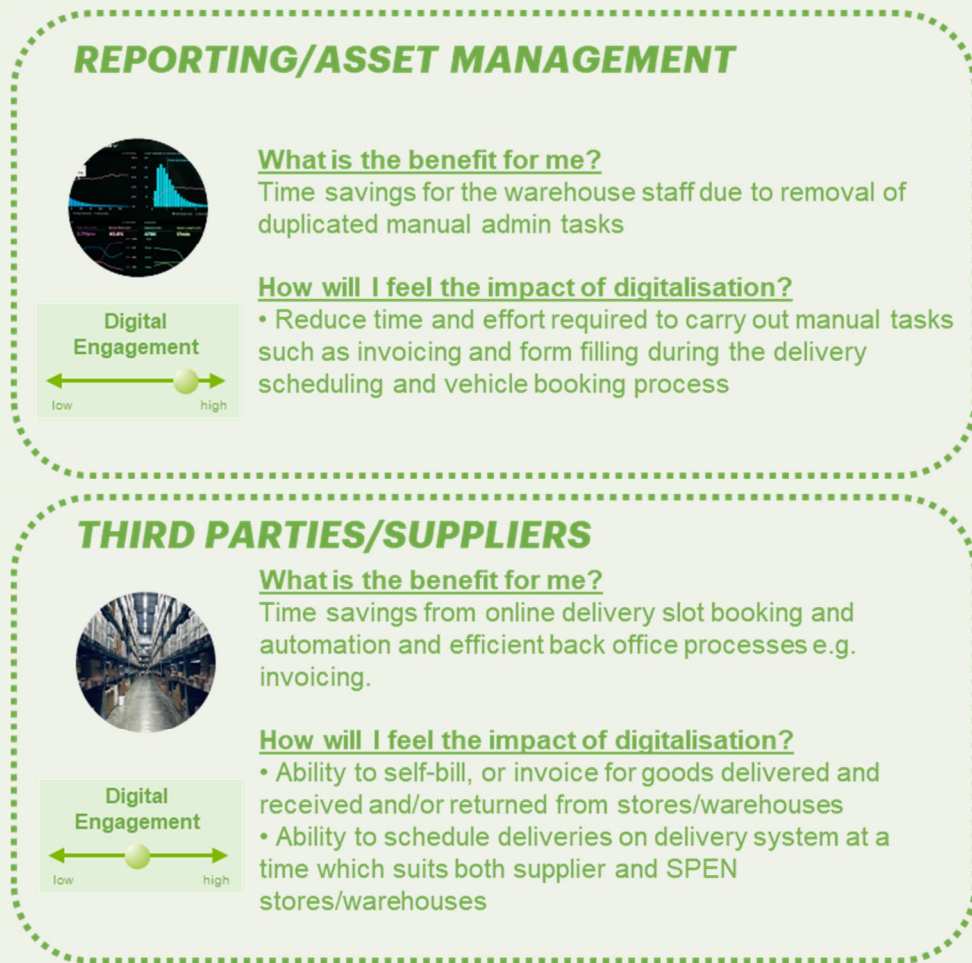 REPORTING/ASSET MANAGEMENT
What is the benefit for me?
Time savings for the warehouse staff due to removal of
duplicated manual admin tasks
How will I feel the impact of digitalisation?
• Reduce time and effort required to carry out manual tasks
such as invoicing and form filling during the delivery
scheduling and vehicle booking process
Digital
Engagement
low high
THIRD PARTIES/SUPPLIERS
What is the benefit for me?
Time savings from online delivery slot booking and
automation and efficient back office processes e.g.
invoicing.
How will I feel the impact of digitalisation?
• Ability to self-bill, or invoice for goods delivered and
received and/or returned from stores/warehouses
• Ability to schedule deliveries on delivery system at a
time which suits both supplier and SPEN
stores/warehouses
Digital
Engagement
low high